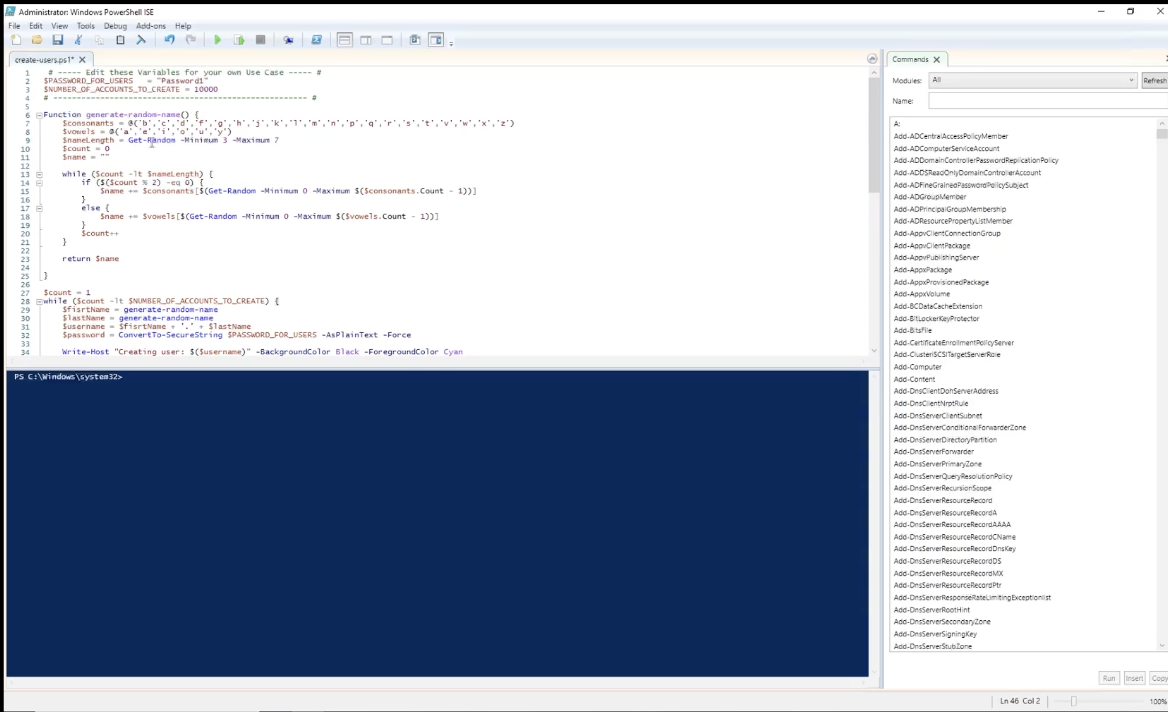 Administrator: Windows PowerShell ISE
File Edit View Tools Debug Add-ons Help
create-users.ps1* X
1 # ----- Edit these Variables for your own Use Case ----- #
2 $PASSWORD_FOR_USERS = "Password1"
3 $NUMBER_OF_ACCOUNTS_TO_CREATE = 10000
4 # ------------------------------------------------------ #
5
6 Function generate-random-name() {
7 $consonants = @('b','c','d','f','g','h','j','k','l','m','n','p','q','r','s','t','v','w','x','z')
8 $vowels = @('a','e','i','o','u','y')
9 $nameLength = Get-Random -Minimum 3 -Maximum 7
10 $count = 0
11 $name = ""
12
13 while ($count -lt $nameLength) {
14 if ($($count % 2) -eq 0) {
15 $name += $consonants[$(Get-Random -Minimum 0 -Maximum $($consonants.Count - 1))]
16 }
17 else {
18 $name += $vowels[$(Get-Random -Minimum 0 -Maximum $($vowels.Count - 1))]
19 }
20 $count++
21 }
22
23 return $name
24
25 }
26
27 $count = 1
28 while ($count -lt $NUMBER_OF_ACCOUNTS_TO_CREATE) {
29 $fisrtName = generate-random-name
30 $lastName = generate-random-name
31 $username = $fisrtName + '.' + $lastName
32 $password = ConvertTo-SecureString $PASSWORD_FOR_USERS -AsPlainText -Force
33
34 Write-Host "Creating user: $($username)" -BackgroundColor Black -ForegroundColor Cyan
PS C:\Windows\system32>
Commands X
Modules: All Refresh
Name:
A:
Add-ADCentralAccessPolicyMember
Add-ADComputerServiceAccount
Add-ADDomainControllerPasswordReplicationPolicy
Add-ADDSReadOnlyDomainControllerAccount
Add-ADFineGrainedPasswordPolicySubject
Add-ADGroupMember
Add-ADPrincipalGroupMembership
Add-ADResourcePropertyListMember
Add-AppvClientConnectionGroup
Add-AppvClientPackage
Add-AppvPublishingServer
Add-AppxPackage
Add-AppxProvisionedPackage
Add-AppxVolume
Add-BCDataCacheExtension
Add-BitLockerKeyProtector
Add-BitsFile
Add-CertificateEnrollmentPolicyServer
Add-ClusteriSCSITargetServerRole
Add-Computer
Add-Content
Add-DnsClientDohServerAddress
Add-DnsClientNrptRule
Add-DnsServerClientSubnet
Add-DnsServerConditionalForwarderZone
Add-DnsServerDirectoryPartition
Add-DnsServerForwarder
Add-DnsServerPrimaryZone
Add-DnsServerQueryResolutionPolicy
Add-DnsServerRecursionScope
Add-DnsServerResourceRecord
Add-DnsServerResourceRecordA
Add-DnsServerResourceRecordAAAA
Add-DnsServerResourceRecordCName
Add-DnsServerResourceRecordDnsKey
Add-DnsServerResourceRecordDS
Add-DnsServerResourceRecordMX
Add-DnsServerResourceRecordPtr
Add-DnsServerResponseRateLimitingExceptionlist
Add-DnsServerRootHint
Add-DnsServerSecondaryZone
Add-DnsServerSigningKey
Add-DnsServerStubZone
Run Insert Copy
Ln 46 Col 2 100%